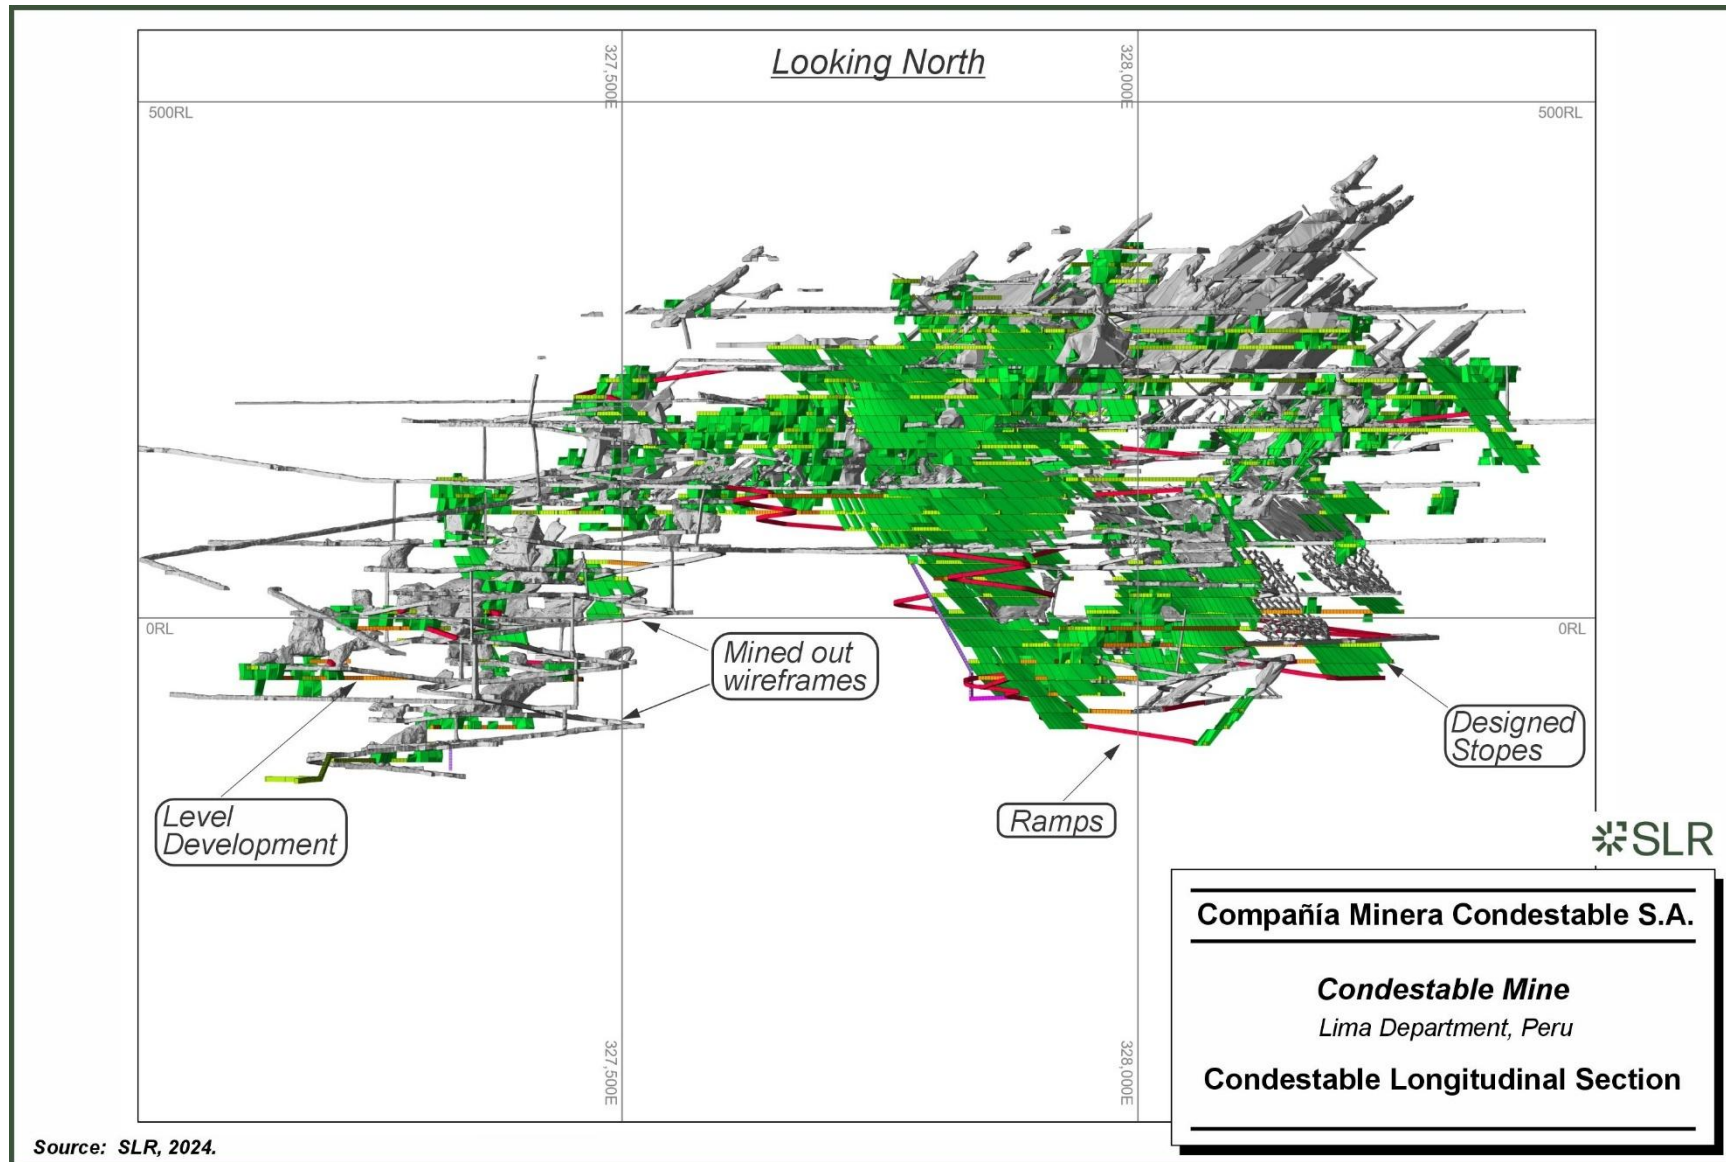 Looking North
327,500E
328,000E
500RL
500RL
0RL
0RL
Mined out
wireframes
Designed
Stopes
Level
Development
Ramps
327,500E
328,000E
SLR
Compañía Minera Condestable S.A.
Condestable Mine
Lima Department, Peru
Condestable Longitudinal Section
Source: SLR, 2024.